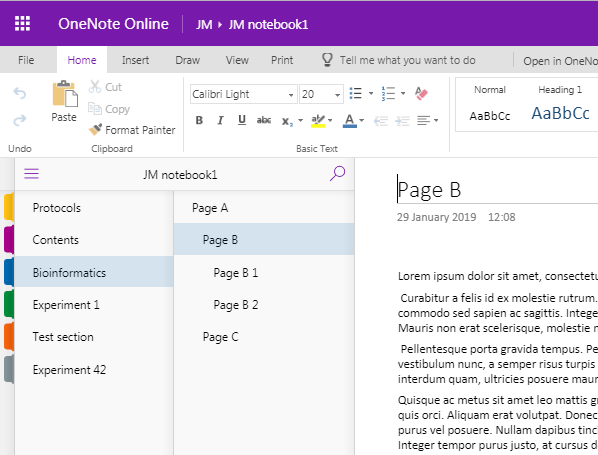 OneNote Online JM ▸ JM notebook1
File Home Insert Draw View Print Tell me what you want to do Open in OneNo
Paste
Cut
Copy
Format Painter
Calibri Light 20
B I U abc x₂ A
Normal Heading 1
AaBbCc AaBbCc
Undo Clipboard Basic Text
JM notebook1
Protocols
Contents
Bioinformatics
Experiment 1
Test section
Experiment 42
Page A
Page B
Page B 1
Page B 2
Page C
Page B
29 January 2019 12:08
Lorem ipsum dolor sit amet, consectetu
Curabitur a felis id ex molestie rutrum.
commodo sed sapien ac sagittis. Intege
Mauris non erat scelerisque, molestie n
Pellentesque porta gravida tempus. Pe
vestibulum nunc, a semper risus turpis
interdum quam, ultricies posuere maur
Quisque ac metus sit amet leo mattis gr
quis orci. Aliquam erat volutpat. Donec
purus vel posuere. Nullam dapibus tinc
Integer tempor purus justo, at cursus d